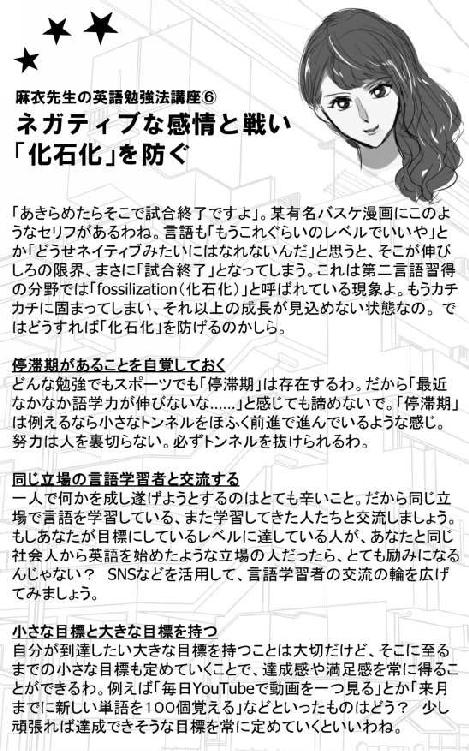 麻衣先生の英語勉強法講座⑥
ネガティブな感情と戦い
「化石化」を防ぐ
「あきらめたらそこで試合終了ですよ」。某有名バスケ漫画にこのよ
うなセリフがあるわね。言語も「もうこれぐらいのレベルでいいや」と
か「どうせネイティブみたいにはなれないんだ」と思うと、そこが伸び
しろの限界、まさに「試合終了」となってしまう。これは第二言語習得
の分野では「fossilization（化石化）」と呼ばれている現象よ。もうカチ
カチに固まってしまい、それ以上の成長が見込めない状態なの。で
はどうすれば「化石化」を防げるのかしら。
停滞期があることを自覚しておく
どんな勉強でもスポーツでも「停滞期」は存在するわ。だから「最近
なかなか語学力が伸びないな……」と感じても諦めないで。「停滞期」
は例えるなら小さなトンネルをほふく前進で進んでいるような感じ。
努力は人を裏切らない。必ずトンネルを抜けられるわ。
同じ立場の言語学習者と交流する
一人で何かを成し遂げようとするのはとても辛いこと。だから同じ立
場で言語を学習している、また学習してきた人たちと交流しましょう。
もしあなたが目標にしているレベルに達している人が、あなたと同じ
社会人から英語を始めたような立場の人だったら、とても励みになる
んじゃない？　SNSなどを活用して、言語学習者の交流の輪を広げ
てみましょう。
小さな目標と大きな目標を持つ
自分が到達したい大きな目標を持つことは大切だけど、そこに至る
までの小さな目標も定めていくことで、達成感や満足感を常に得るこ
とができるわ。例えば「毎日YouTubeで動画を一つ見る」とか「来月
までに新しい単語を100個覚える」などといったものはどう？　少し
頑張れば達成できそうな目標を常に定めていくといいわね。